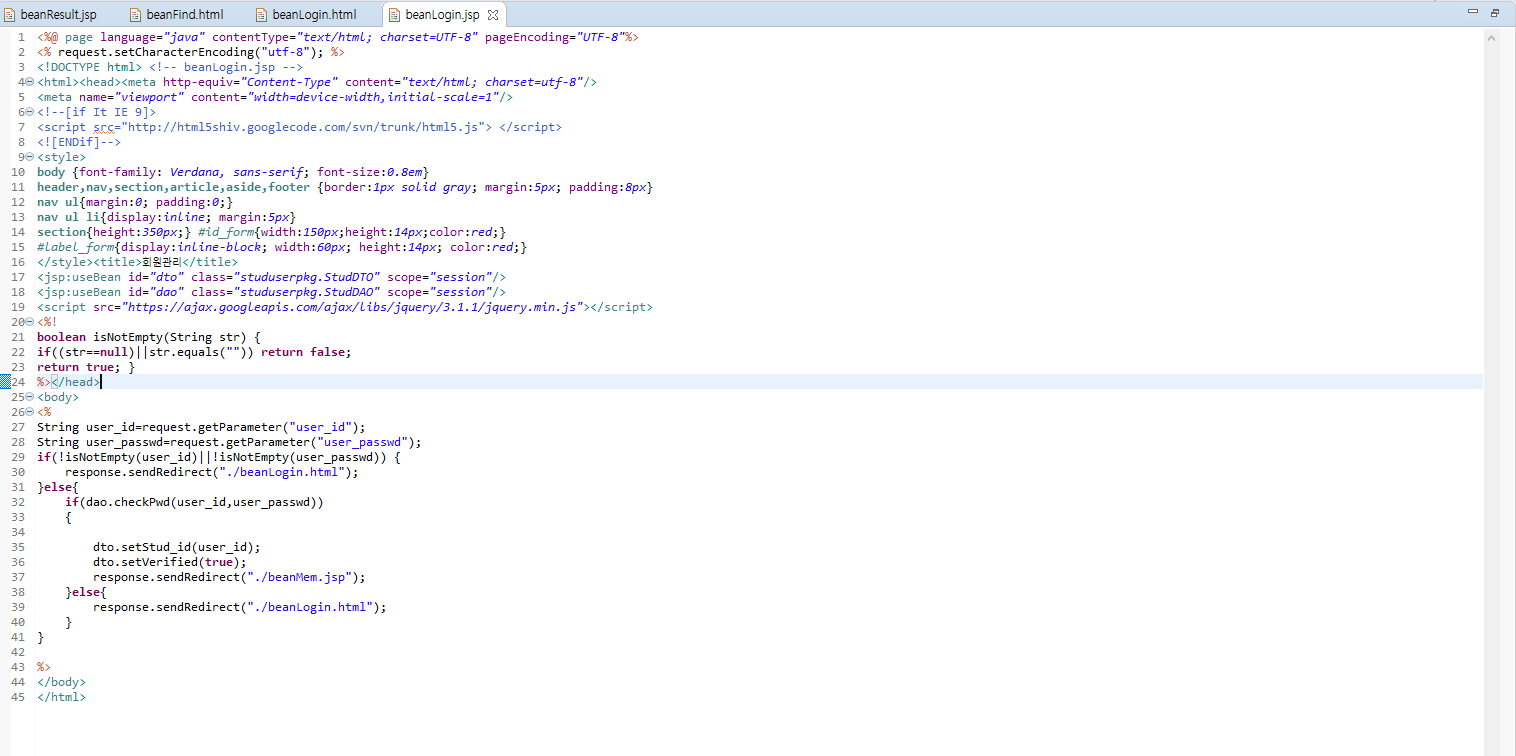 beanResult.jsp beanFind.html beanLogin.html beanLogin.jsp
1 <%@ page language="java" contentType="text/html; charset=UTF-8" pageEncoding="UTF-8"%>
2 <% request.setCharacterEncoding("utf-8"); %>
3 <!DOCTYPE html> <!-- beanLogin.jsp -->
4 <html><head><meta http-equiv="Content-Type" content="text/html; charset=utf-8"/>
5 <meta name="viewport" content="width=device-width,initial-scale=1"/>
6 <!--[if It IE 9]>
7 <script src="http://html5shiv.googlecode.com/svn/trunk/html5.js"> </script>
8 <![ENDif]-->
9 <style>
10 body {font-family: Verdana, sans-serif; font-size:0.8em}
11 header,nav,section,article,aside,footer {border:1px solid gray; margin:5px; padding:8px}
12 nav ul{margin:0; padding:0;}
13 nav ul li{display:inline; margin:5px}
14 section{height:350px;} #id_form{width:150px;height:14px;color:red;}
15 #label_form{display:inline-block; width:60px; height:14px; color:red;}
16 </style><title>회원관리</title>
17 <jsp:useBean id="dto" class="studuserpkg.StudDTO" scope="session"/>
18 <jsp:useBean id="dao" class="studuserpkg.StudDAO" scope="session"/>
19 <script src="https://ajax.googleapis.com/ajax/libs/jquery/3.1.1/jquery.min.js"></script>
20 <%!
21 boolean isNotEmpty(String str) {
22 if((str==null)||str.equals("")) return false;
23 return true; }
24 %></head>
25 <body>
26 <%
27 String user_id=request.getParameter("user_id");
28 String user_passwd=request.getParameter("user_passwd");
29 if(!isNotEmpty(user_id)||!isNotEmpty(user_passwd)) {
30 response.sendRedirect("./beanLogin.html");
31 }else{
32 if(dao.checkPwd(user_id,user_passwd))
33 {
34
35 dto.setStud_id(user_id);
36 dto.setVerified(true);
37 response.sendRedirect("./beanMem.jsp");
38 }else{
39 response.sendRedirect("./beanLogin.html");
40 }
41 }
42
43 %>
44 </body>
45 </html>